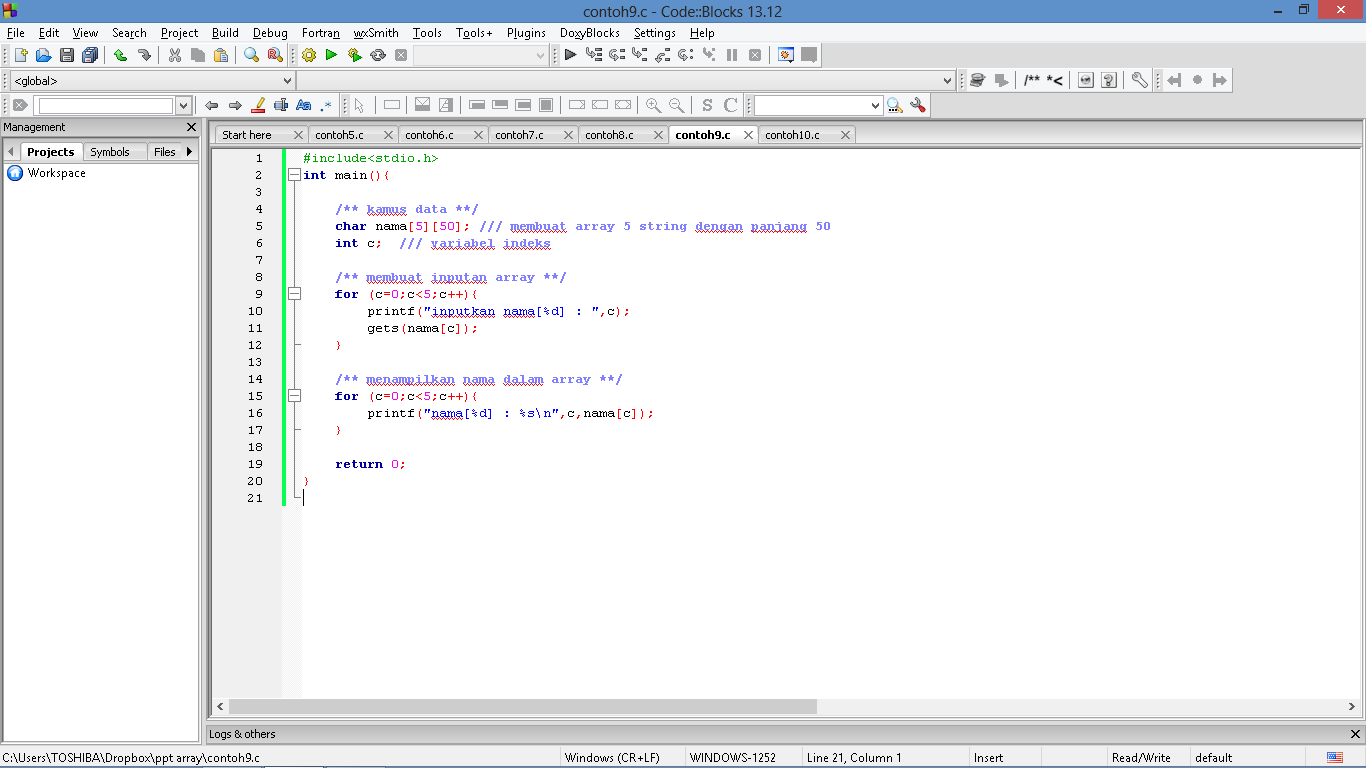 contoh9.c - Code::Blocks 13.12
File Edit View Search Project Build Debug Fortran wxSmith Tools Tools+ Plugins DoxyBlocks Settings Help
<global>
/** *<
Aa .*
S C
Management
Projects Symbols Files
Workspace
Start here contoh5.c contoh6.c contoh7.c contoh8.c contoh9.c contoh10.c
1 #include<stdio.h>
2 int main(){
3
4 /** kamus data **/
5 char nama[5][50]; /// membuat array 5 string dengan panjang 50
6 int c; /// variabel indeks
7
8 /** membuat inputan array **/
9 for (c=0;c<5;c++){
10 printf("inputkan nama[%d] : ",c);
11 gets(nama[c]);
12 }
13
14 /** menampilkan nama dalam array **/
15 for (c=0;c<5;c++){
16 printf("nama[%d] : %s\n",c,nama[c]);
17 }
18
19 return 0;
20 }
21
Logs & others
C:\Users\TOSHIBA\Dropbox\ppt array\contoh9.c Windows (CR+LF) WINDOWS-1252 Line 21, Column 1 Insert Read/Write default